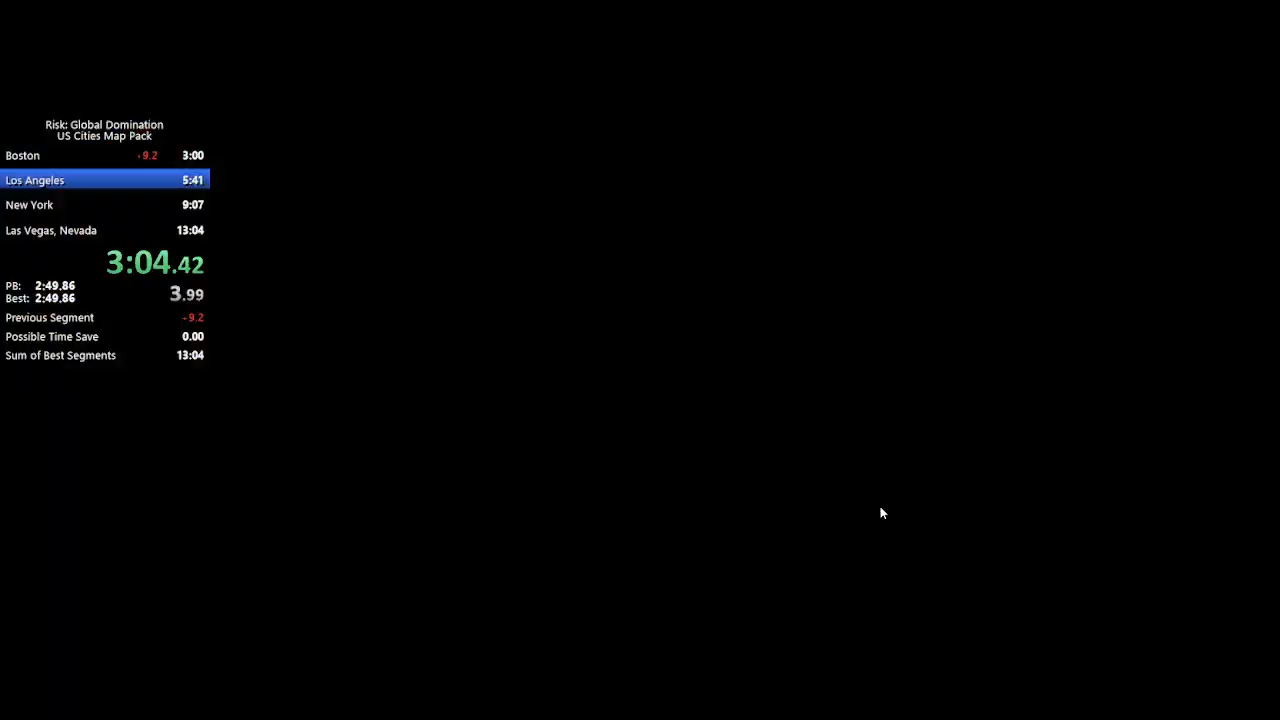 Risk: Global Domination
US Cities Map Pack
Boston -9.2 3:00
Los Angeles 5:41
New York 9:07
Las Vegas, Nevada 13:04
3:04.42
PB: 2:49.86
Best: 2:49.86 3.99
Previous Segment -9.2
Possible Time Save 0.00
Sum of Best Segments 13:04